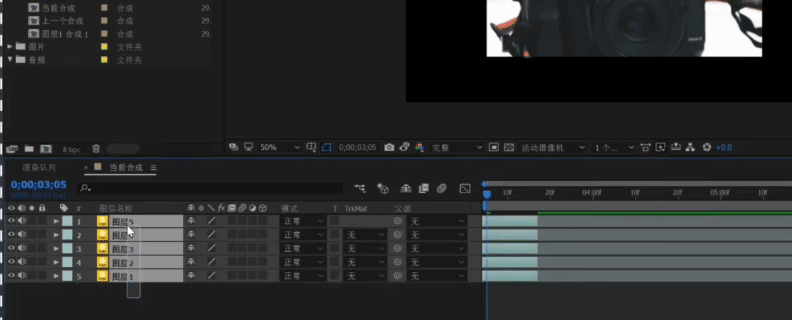 当前合成 合成 29.
上一个合成 合成 29.
图层1 合成 1 合成 29.
图片 文件夹
音频 文件夹
8 bpc 50% 0;00;03;05 完整 活动摄像机 1 个... +0.0
渲染队列 × 当前合成
0;00;03;05
10f 20f 04:00f 10f 20f 05:00f 10f
# 图层名称 模式 T TrkMat 父级
1 图层5 正常 无
2 正常 无 无
3 图层3 正常 无 无
4 图层2 正常 无 无
5 图层1 正常 无 无